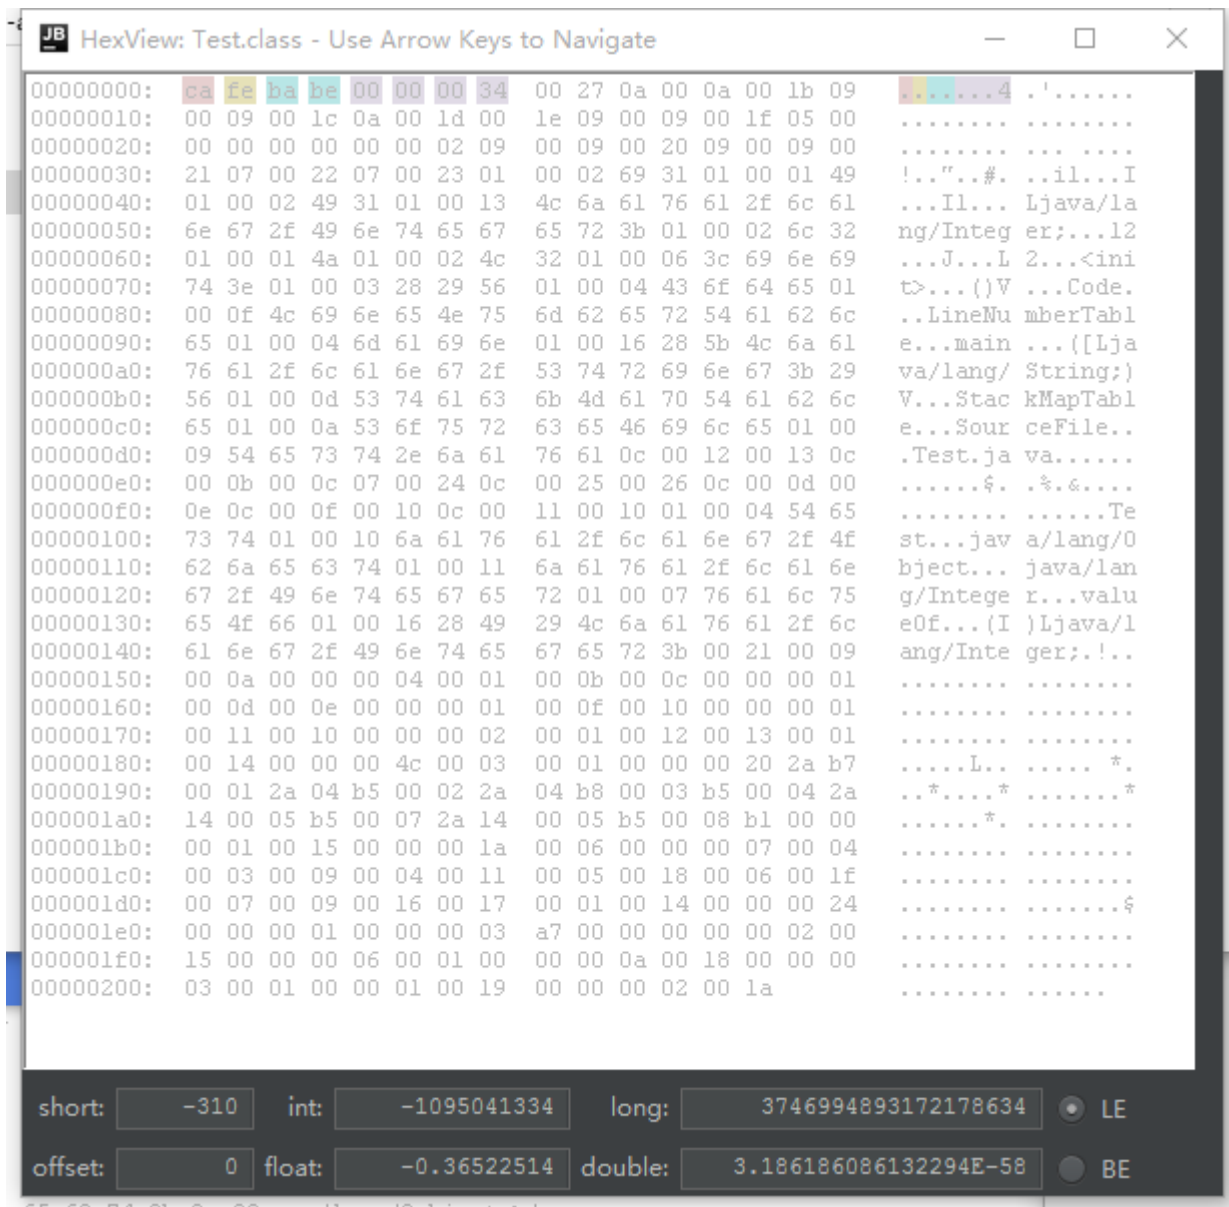 JB HexView: Test.class - Use Arrow Keys to Navigate
00000000: ca fe ba be 00 00 00 34 00 27 0a 00 0a 00 1b 09 .......4 .'......
00000010: 00 09 00 1c 0a 00 1d 00 1e 09 00 09 00 1f 05 00 ........ ........
00000020: 00 00 00 00 00 00 02 09 00 09 00 20 09 00 09 00 ........ ... ....
00000030: 21 07 00 22 07 00 23 01 00 02 69 31 01 00 01 49 !.."..#. ..i1...I
00000040: 01 00 02 49 31 01 00 13 4c 6a 61 76 61 2f 6c 61 ...I1... Ljava/la
00000050: 6e 67 2f 49 6e 74 65 67 65 72 3b 01 00 02 6c 32 ng/Integ er;...l2
00000060: 01 00 01 4a 01 00 02 4c 32 01 00 06 3c 69 6e 69 ...J...L 2...<ini
00000070: 74 3e 01 00 03 28 29 56 01 00 04 43 6f 64 65 01 t>...()V ...Code.
00000080: 00 0f 4c 69 6e 65 4e 75 6d 62 65 72 54 61 62 6c ..LineNu mberTabl
00000090: 65 01 00 04 6d 61 69 6e 01 00 16 28 5b 4c 6a 61 e...main ...([Lja
000000a0: 76 61 2f 6c 61 6e 67 2f 53 74 72 69 6e 67 3b 29 va/lang/ String;)
000000b0: 56 01 00 0d 53 74 61 63 6b 4d 61 70 54 61 62 6c V...Stac kMapTabl
000000c0: 65 01 00 0a 53 6f 75 72 63 65 46 69 6c 65 01 00 e...Sour ceFile..
000000d0: 09 54 65 73 74 2e 6a 61 76 61 0c 00 12 00 13 0c .Test.ja va......
000000e0: 00 0b 00 0c 07 00 24 0c 00 25 00 26 0c 00 0d 00 ......$. .%.&....
000000f0: 0e 0c 00 0f 00 10 0c 00 11 00 10 01 00 04 54 65 ........ ......Te
00000100: 73 74 01 00 10 6a 61 76 61 2f 6c 61 6e 67 2f 4f st...jav a/lang/O
00000110: 62 6a 65 63 74 01 00 11 6a 61 76 61 2f 6c 61 6e bject... java/lan
00000120: 67 2f 49 6e 74 65 67 65 72 01 00 07 76 61 6c 75 g/Intege r...valu
00000130: 65 4f 66 01 00 16 28 49 29 4c 6a 61 76 61 2f 6c eOf...(I )Ljava/l
00000140: 61 6e 67 2f 49 6e 74 65 67 65 72 3b 00 21 00 09 ang/Inte ger;.!..
00000150: 00 0a 00 00 00 04 00 01 00 0b 00 0c 00 00 00 01 ........ ........
00000160: 00 0d 00 0e 00 00 00 01 00 0f 00 10 00 00 00 01 ........ ........
00000170: 00 11 00 10 00 00 00 02 00 01 00 12 00 13 00 01 ........ ........
00000180: 00 14 00 00 00 4c 00 03 00 01 00 00 00 20 2a b7 .....L.. ..... *.
00000190: 00 01 2a 04 b5 00 02 2a 04 b8 00 03 b5 00 04 2a ..*....* .......*
000001a0: 14 00 05 b5 00 07 2a 14 00 05 b5 00 08 b1 00 00 ......*. ........
000001b0: 00 01 00 15 00 00 00 1a 00 06 00 00 00 07 00 04 ........ ........
000001c0: 00 03 00 09 00 04 00 11 00 05 00 18 00 06 00 1f ........ ........
000001d0: 00 07 00 09 00 16 00 17 00 01 00 14 00 00 00 24 ........ .......$
000001e0: 00 00 00 01 00 00 00 03 a7 00 00 00 00 00 02 00 ........ ........
000001f0: 15 00 00 00 06 00 01 00 00 00 0a 00 18 00 00 00 ........ ........
00000200: 03 00 01 00 00 01 00 19 00 00 00 02 00 1a ........ ......
short: -310 int: -1095041334 long: 3746994893172178634 LE
offset: 0 float: -0.36522514 double: 3.186186086132294E-58 BE